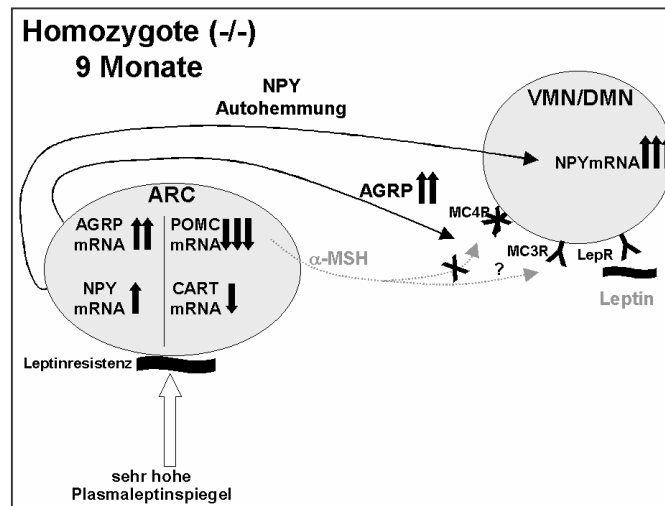 Homozygote (-/-)
9 Monate
NPY
Autohemmung
VMN/DMN
NPYmRNA
AGRP
MC4R
MC3R
LepR
Leptin
ARC
AGRP
mRNA
POMC
mRNA
NPY
mRNA
CART
mRNA
α-MSH
?
Leptinresistenz
sehr hohe
Plasmaleptinspiegel